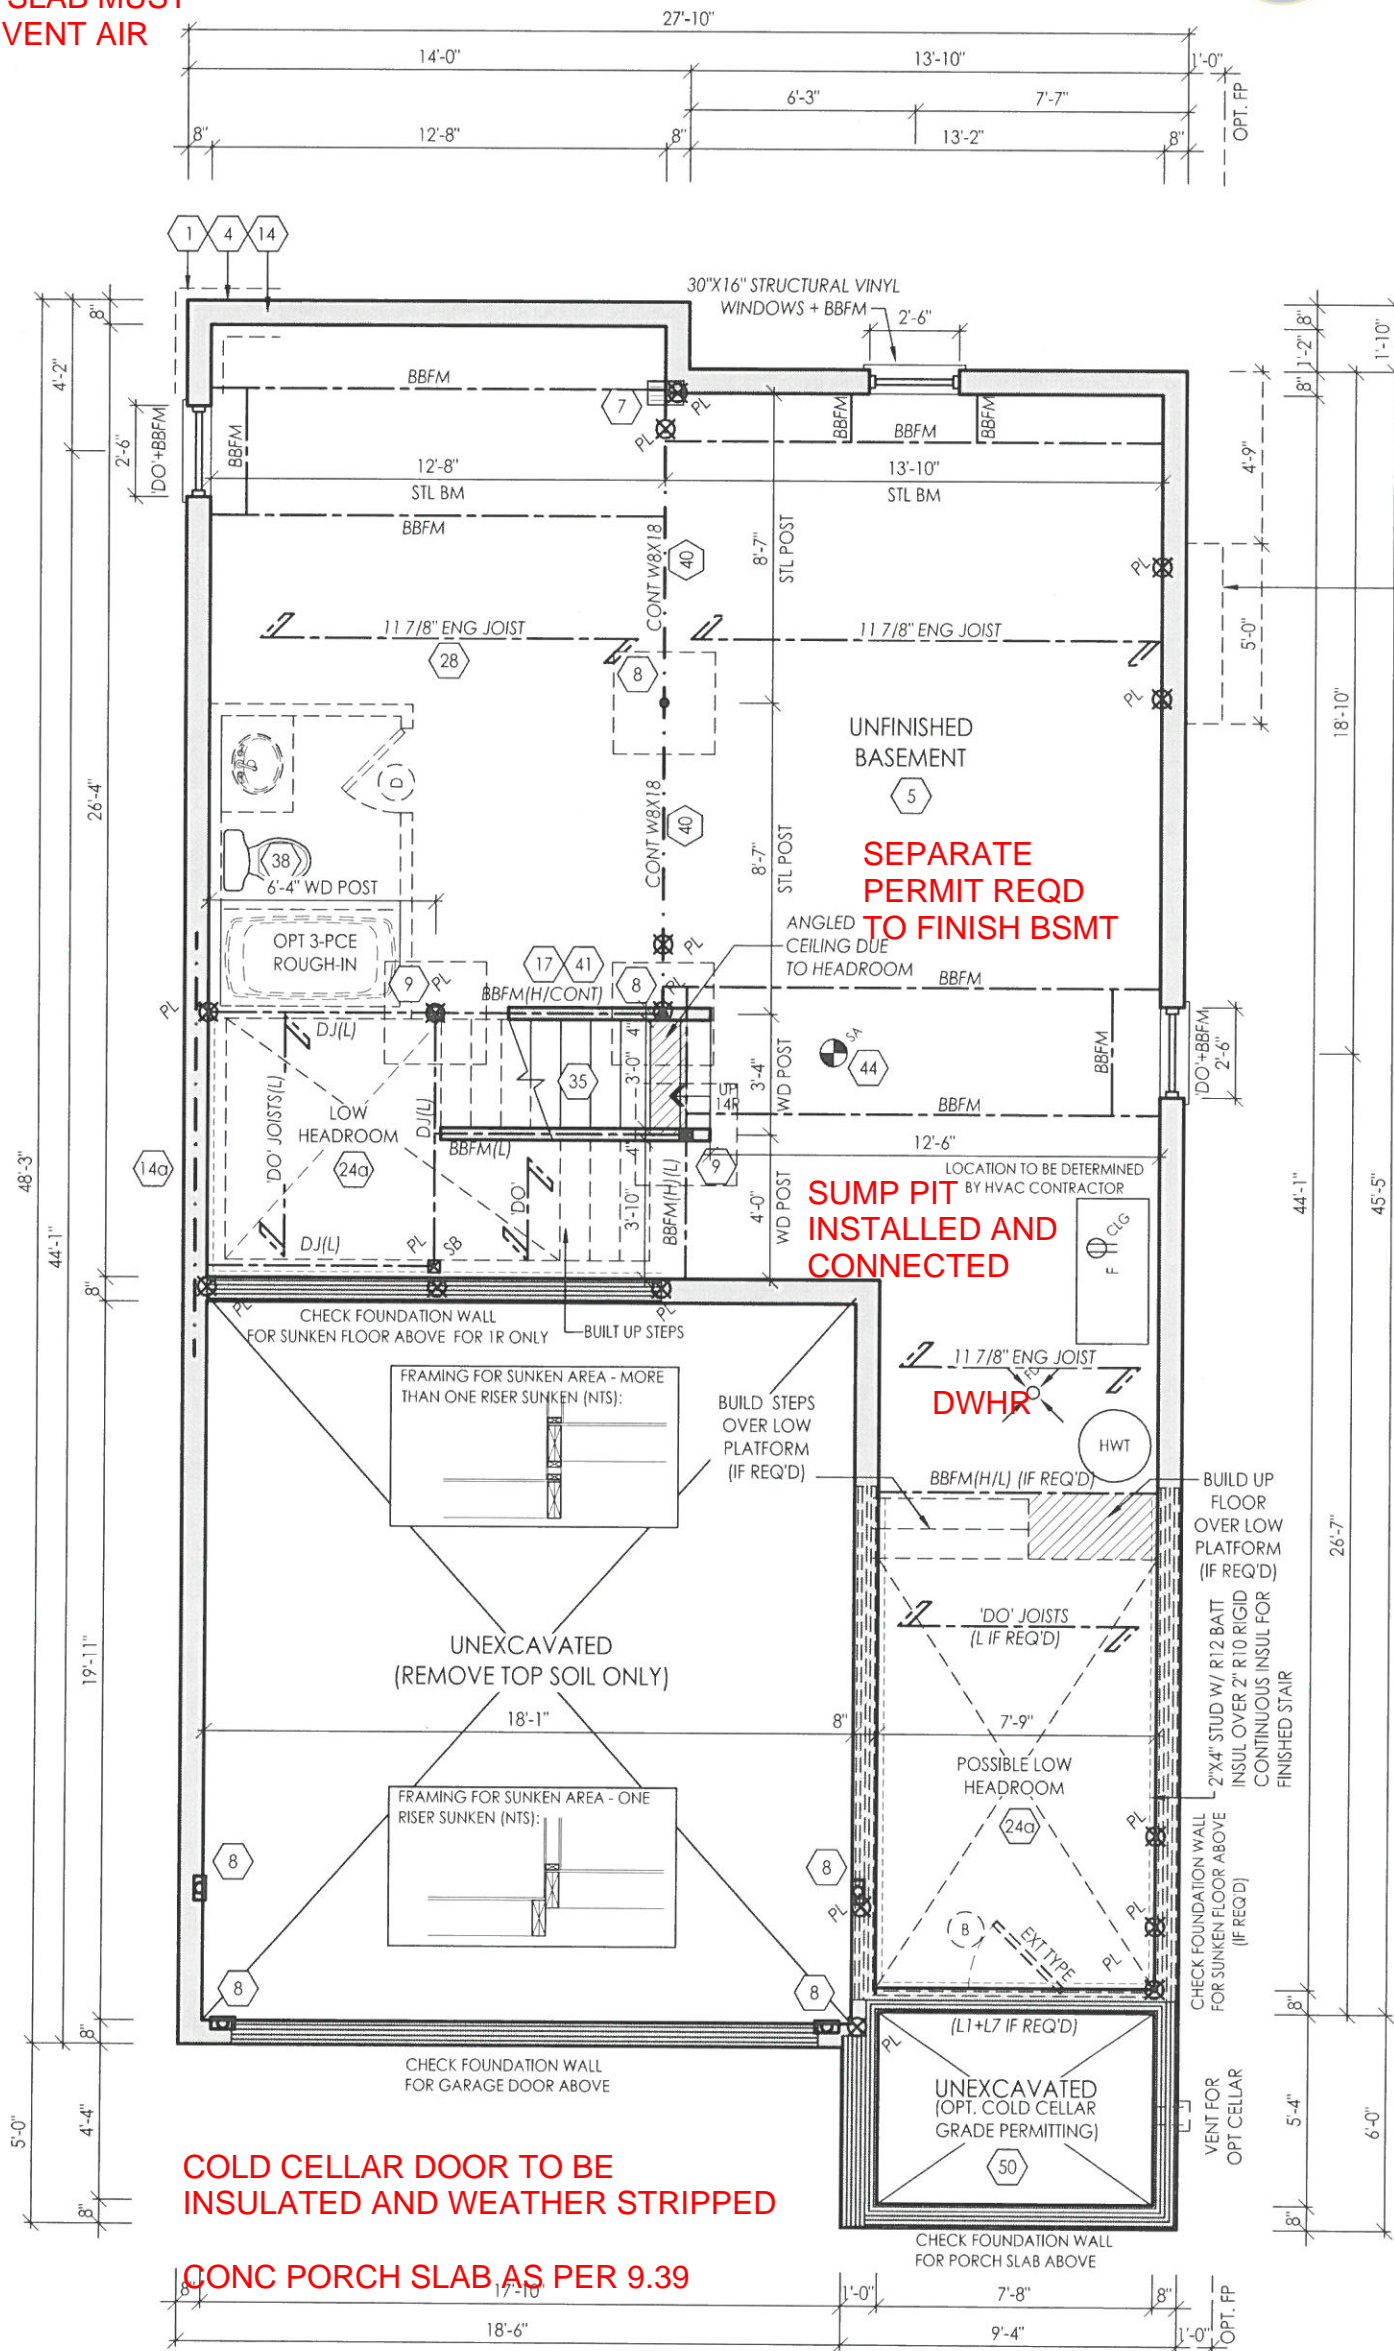 SLAB MUST
VENT AIR
27'-10"
14'-0"
13'-10"
1'-0"
6'-3"
7'-7"
OPT. FP
8"
12'-8"
8"
13'-2"
8"
1
4
14
30"X16" STRUCTURAL VINYL
WINDOWS + BBFM
2'-6"
8"
4'-2"
2'-6"
'DO'+BBFM
BBFM
BBFM
7
PL
PL
BBFM
BBFM
BBFM
8"
1'-2"
8"
1'-10"
12'-8"
STL BM
13'-10"
STL BM
4'-9"
BBFM
CONT W8X18
40
8'-7"
STL POST
PL
11 7/8" ENG JOIST
28
11 7/8" ENG JOIST
5'-0"
8
PL
UNFINISHED
BASEMENT
5
18'-10"
D
26'-4"
CONT W8X18
40
8'-7"
STL POST
SEPARATE
PERMIT REQD
TO FINISH BSMT
38
6'-4" WD POST
OPT 3-PCE
ROUGH-IN
ANGLED
CEILING DUE
TO HEADROOM
PL
17
41
9
PL
8
PL
BBFM(H/CONT)
BBFM
PL
DJ(L)
'DO' JOISTS(L)
LOW
HEADROOM
24a
DJ(L)
35
4"
3'-0"
UP
14R
3'-4"
WD POST
SA
44
BBFM
'DO'+BBFM
2'-6"
BBFM
14a
BBFM(L)
4"
9
12'-6"
LOCATION TO BE DETERMINED
BY HVAC CONTRACTOR
48'-3"
44'-1"
'DO'
3'-10"
BBFM(H/L)
4'-0"
WD POST
SUMP PIT
INSTALLED AND
CONNECTED
CLG
F
44'-1"
45'-5"
DJ(L)
PL
SB
8"
PL
PL
CHECK FOUNDATION WALL
FOR SUNKEN FLOOR ABOVE FOR 1R ONLY
BUILT UP STEPS
11 7/8" ENG JOIST
FD
DWHR
HWT
FRAMING FOR SUNKEN AREA - MORE
THAN ONE RISER SUNKEN (NTS):
BUILD STEPS
OVER LOW
PLATFORM
(IF REQ'D)
BBFM(H/L) (IF REQ'D)
BUILD UP
FLOOR
OVER LOW
PLATFORM
(IF REQ'D)
26'-7"
UNEXCAVATED
(REMOVE TOP SOIL ONLY)
'DO' JOISTS
(L IF REQ'D)
2"X4" STUD W/ R12 BATT
INSUL OVER 2" R10 RIGID
CONTINUOUS INSUL FOR
FINISHED STAIR
19'-11"
18'-1"
8"
7'-9"
POSSIBLE LOW
HEADROOM
24a
FRAMING FOR SUNKEN AREA - ONE
RISER SUNKEN (NTS):
CHECK FOUNDATION WALL
FOR SUNKEN FLOOR ABOVE
(IF REQ'D)
8
8
PL
PL
PL
B
EXT TYPE
PL
8
8
8"
8"
(L1+L7 IF REQ'D)
PL
CHECK FOUNDATION WALL
FOR GARAGE DOOR ABOVE
UNEXCAVATED
(OPT. COLD CELLAR
GRADE PERMITTING)
50
VENT FOR
OPT CELLAR
5'-0"
4'-4"
5'-4"
6'-0"
COLD CELLAR DOOR TO BE
INSULATED AND WEATHER STRIPPED
8"
8"
CHECK FOUNDATION WALL
FOR PORCH SLAB ABOVE
CONC PORCH SLAB AS PER 9.39
8"
17'-10"
1'-0"
7'-8"
8"
OPT. FP
18'-6"
9'-4"
1'-0"